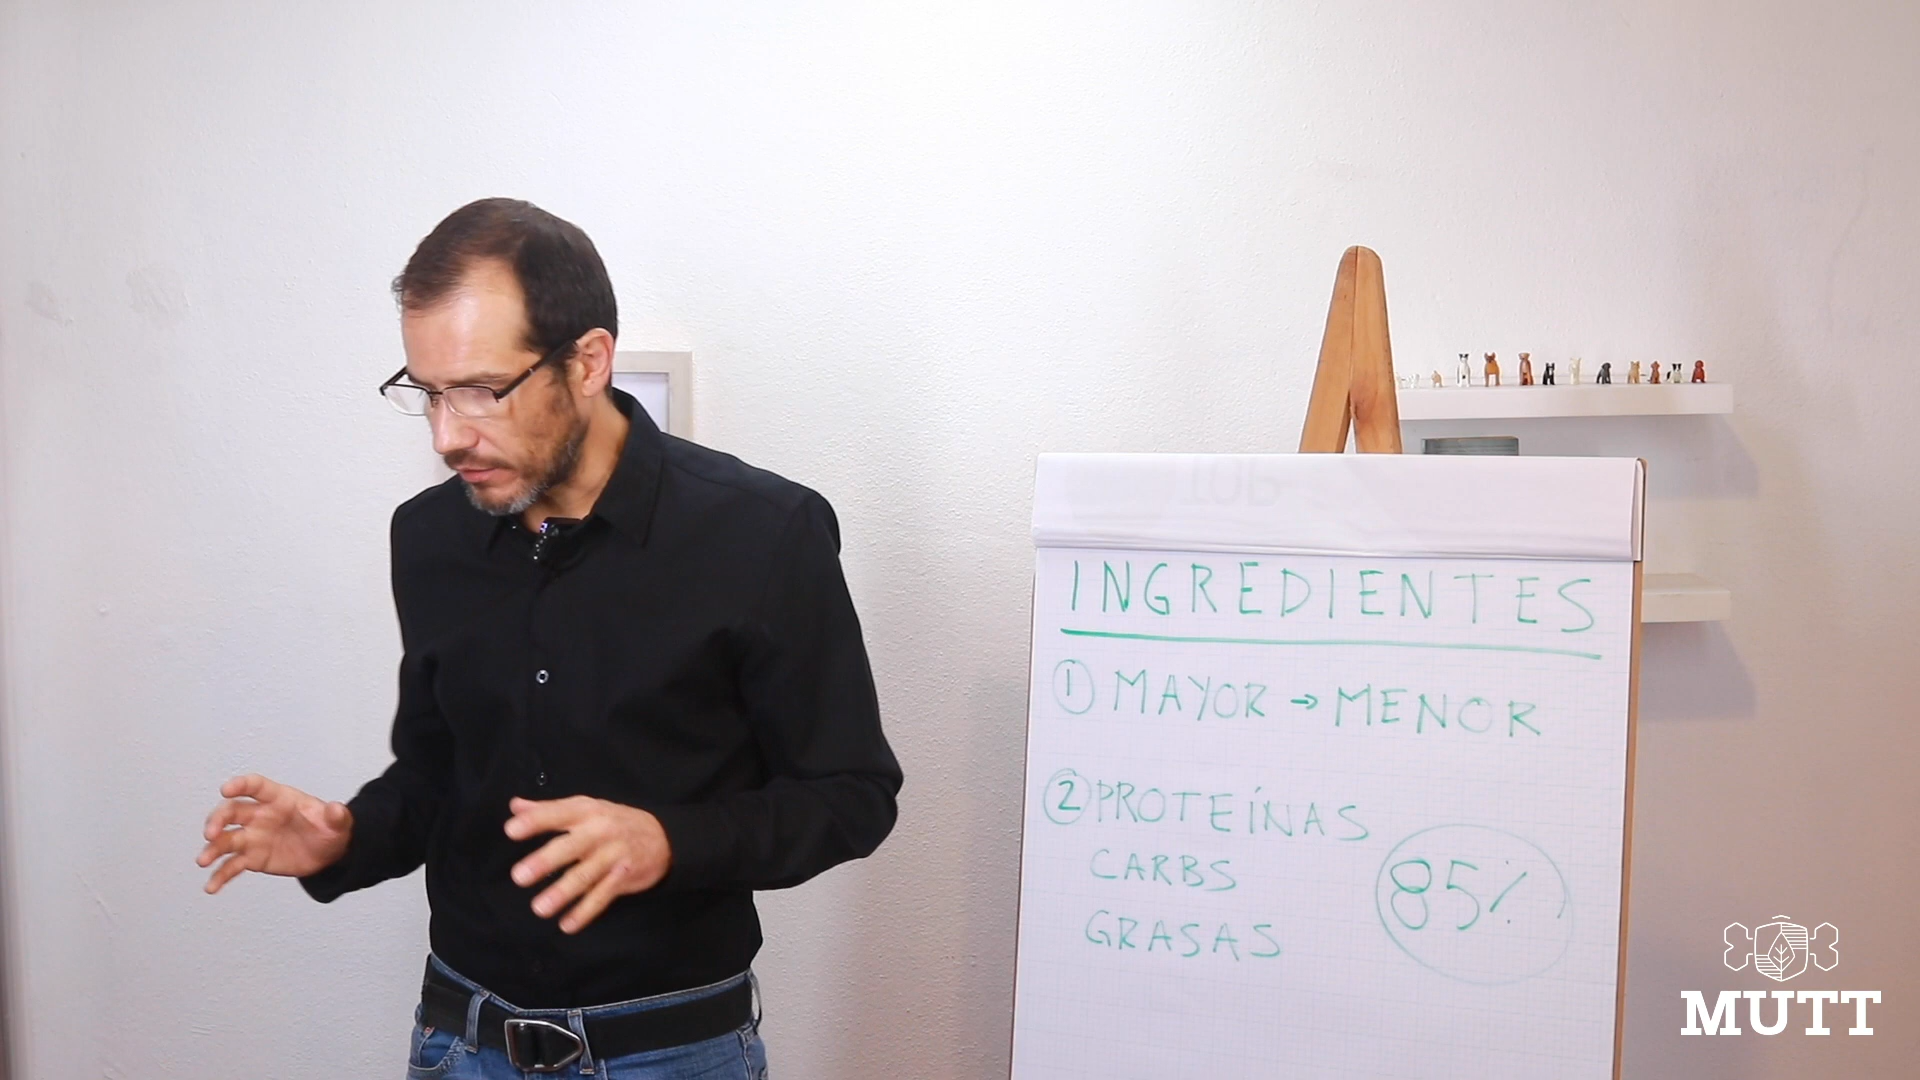 INGREDIENTES
1 MAYOR → MENOR
2 PROTEÍNAS
CARBS
GRASAS
85%
MUTT